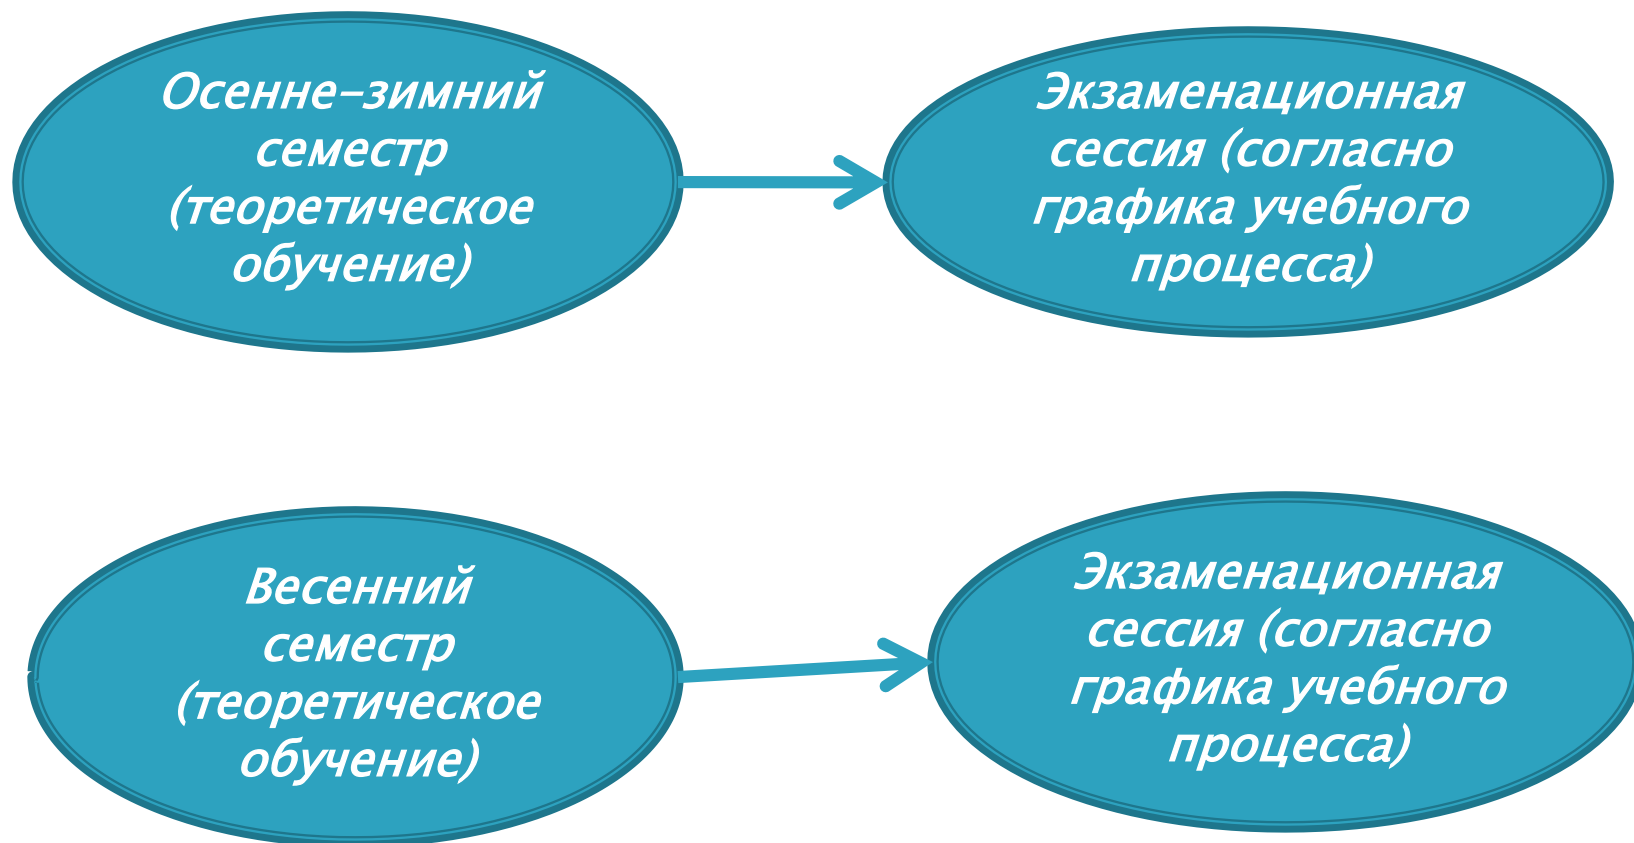 Осенне-зимний
семестр
(теоретическое
обучение)
Экзаменационная
сессия (согласно
графика учебного
процесса)
Весенний
семестр
(теоретическое
обучение)
Экзаменационная
сессия (согласно
графика учебного
процесса)